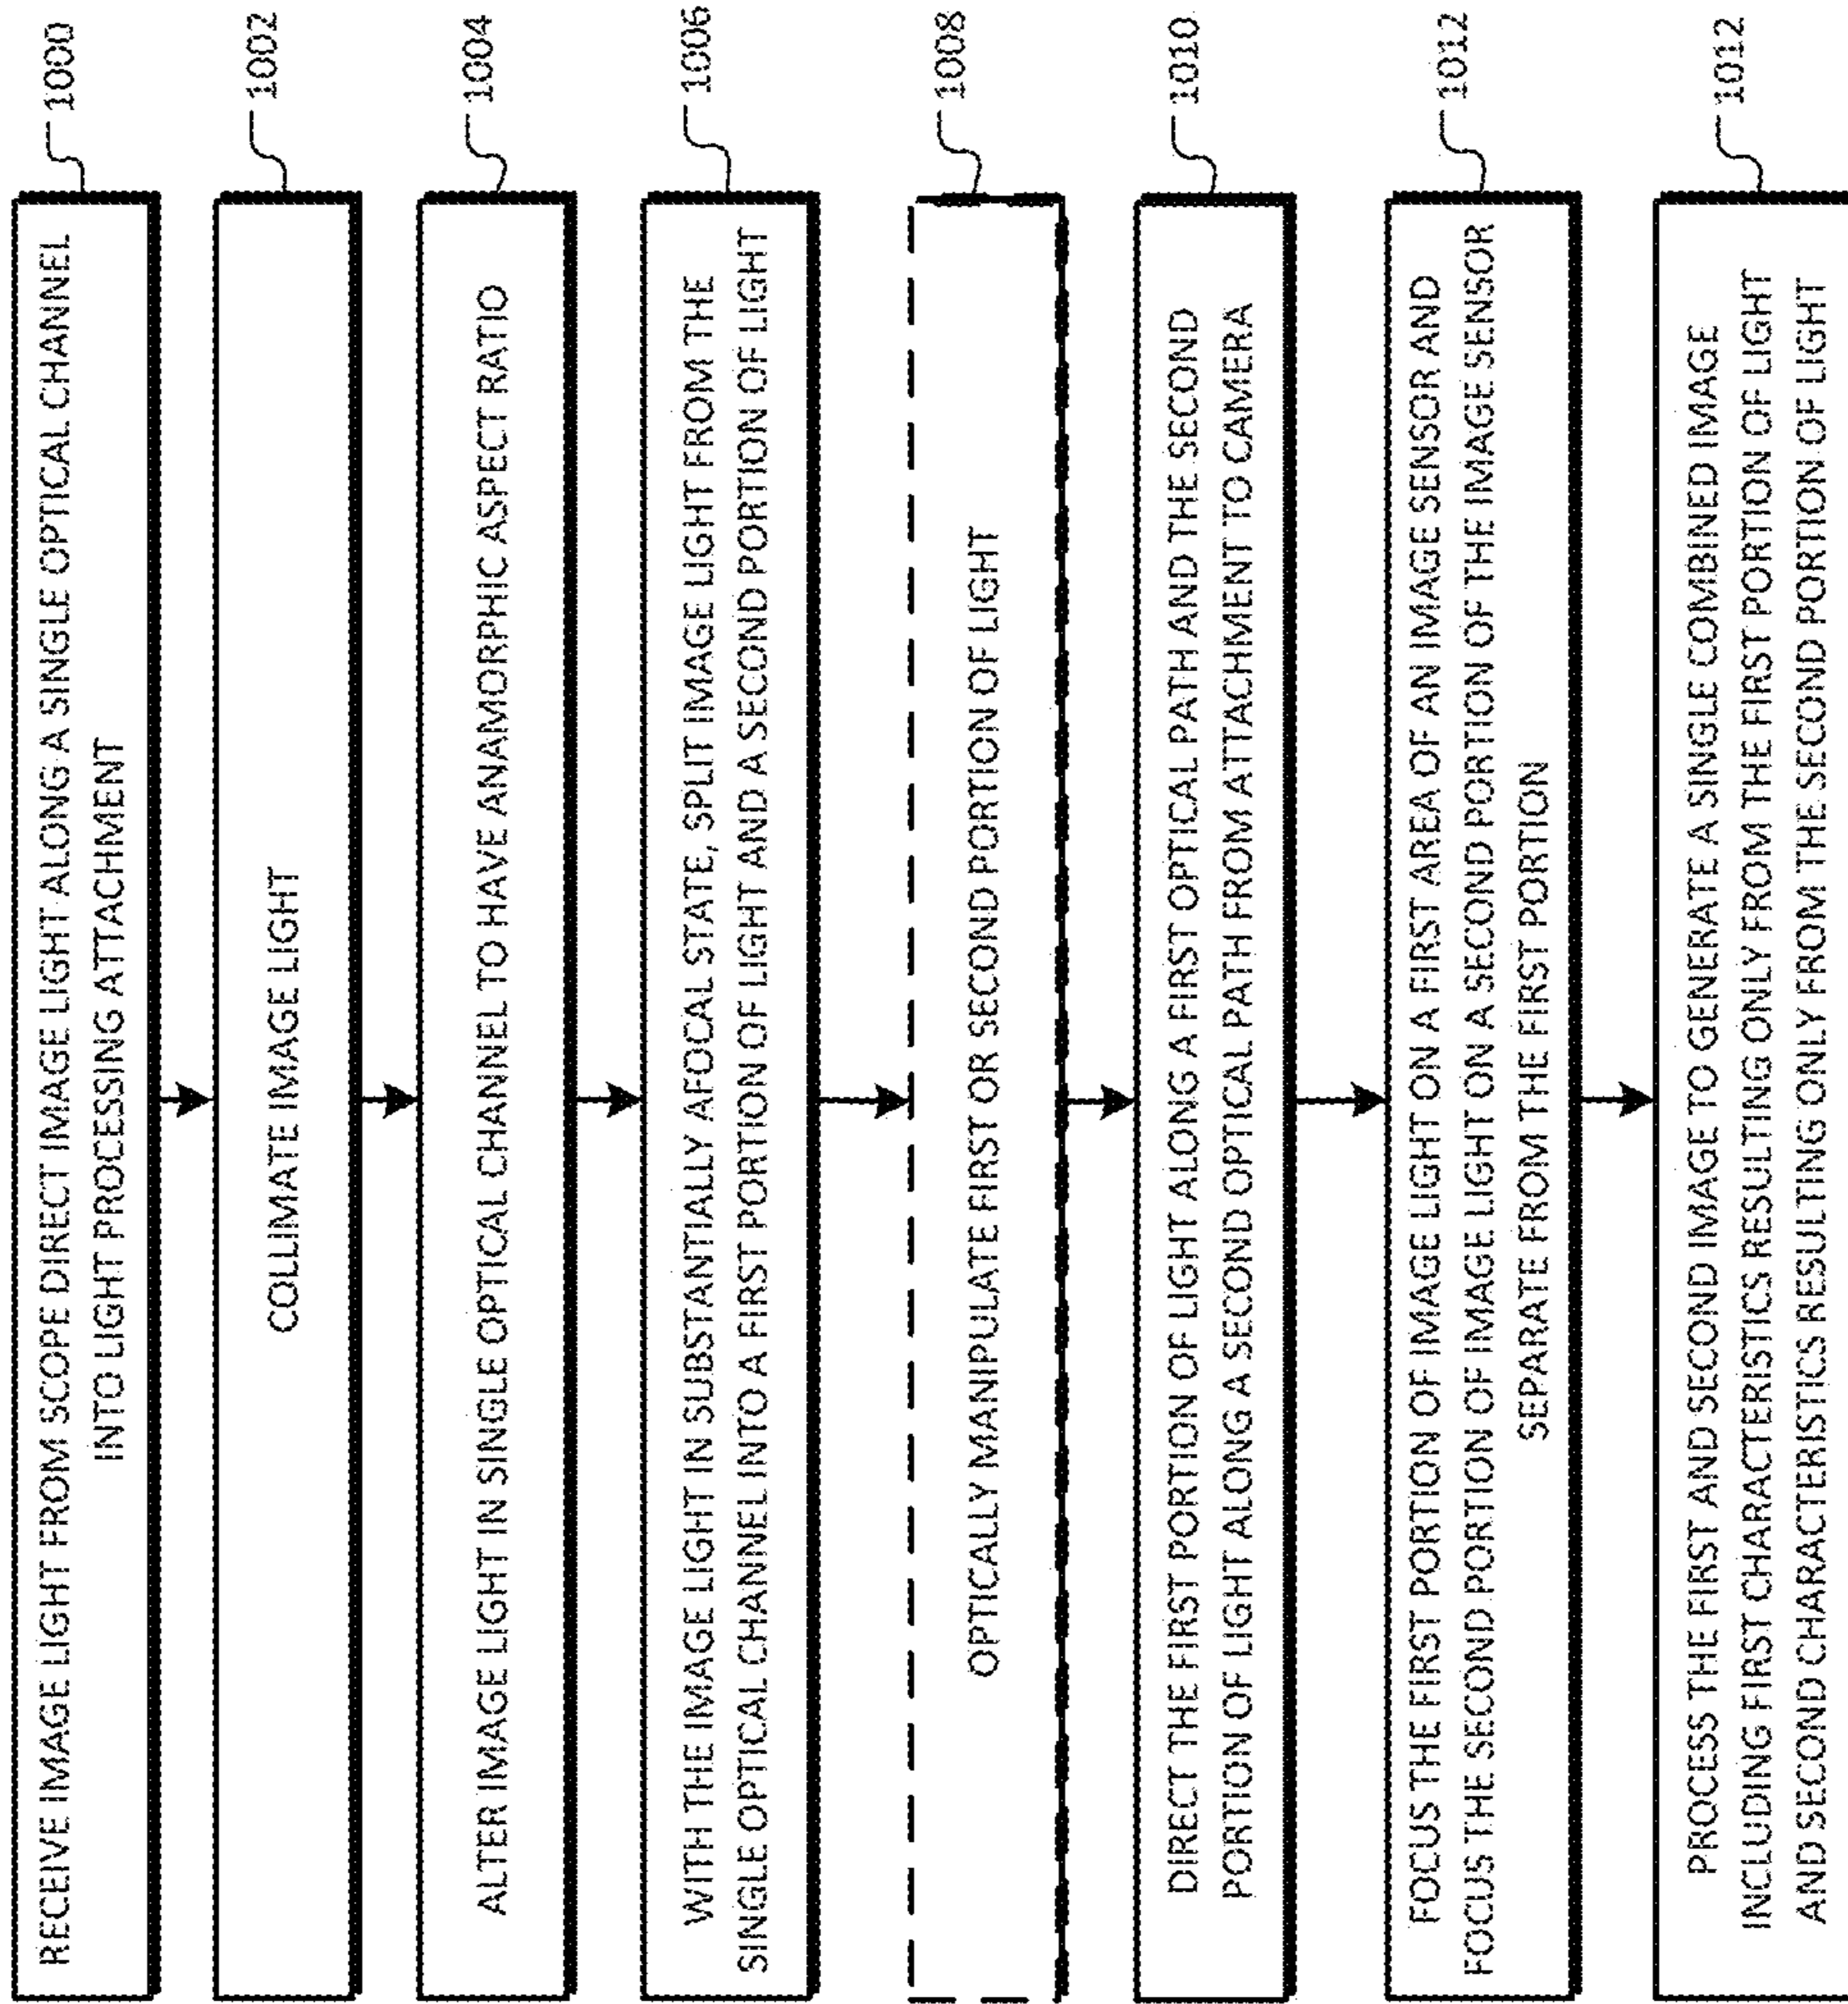 RECEIVE IMAGE LIGHT FROM SCOPE DIRECT IMAGE LIGHT ALONG A SINGLE OPTICAL CHANNEL
INTO LIGHT PROCESSING ATTACHMENT
1000
COLLIMATE IMAGE LIGHT
1002
ALTER IMAGE LIGHT IN SINGLE OPTICAL CHANNEL TO HAVE ANAMORPHIC ASPECT RATIO
1004
WITH THE IMAGE LIGHT IN SUBSTANTIALLY AFOCAL STATE, SPLIT IMAGE LIGHT FROM THE
SINGLE OPTICAL CHANNEL INTO A FIRST PORTION OF LIGHT AND A SECOND PORTION OF LIGHT
1006
OPTICALLY MANIPULATE FIRST OR SECOND PORTION OF LIGHT
1008
DIRECT THE FIRST PORTION OF LIGHT ALONG A FIRST OPTICAL PATH AND THE SECOND
PORTION OF LIGHT ALONG A SECOND OPTICAL PATH FROM ATTACHMENT TO CAMERA
1010
FOCUS THE FIRST PORTION OF IMAGE LIGHT ON A FIRST AREA OF AN IMAGE SENSOR AND
FOCUS THE SECOND PORTION OF IMAGE LIGHT ON A SECOND PORTION OF THE IMAGE SENSOR
SEPARATE FROM THE FIRST PORTION
1012
PROCESS THE FIRST AND SECOND IMAGE TO GENERATE A SINGLE COMBINED IMAGE
INCLUDING FIRST CHARACTERISTICS RESULTING ONLY FROM THE FIRST PORTION OF LIGHT
AND SECOND CHARACTERISTICS RESULTING ONLY FROM THE SECOND PORTION OF LIGHT
1012